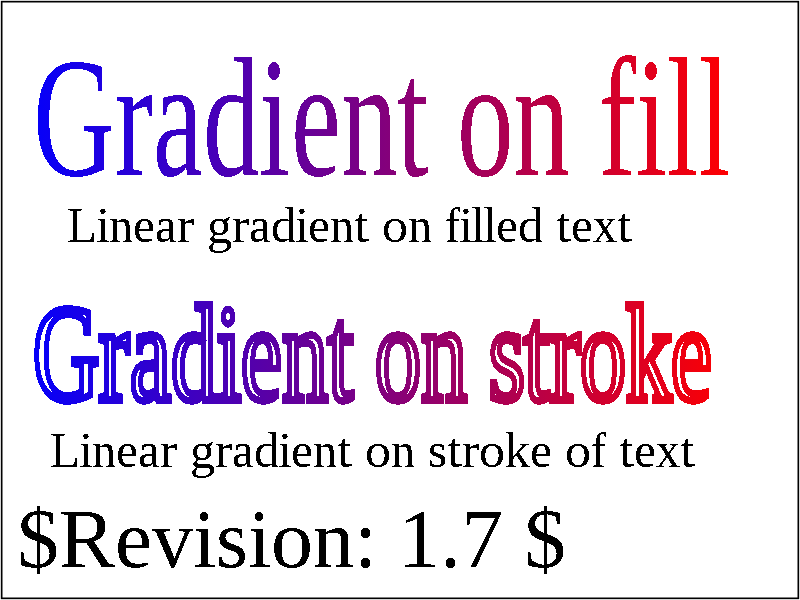 Gradient on fill
Linear gradient on filled text
Gradient on stroke
Linear gradient on stroke of text
$Revision: 1.7 $